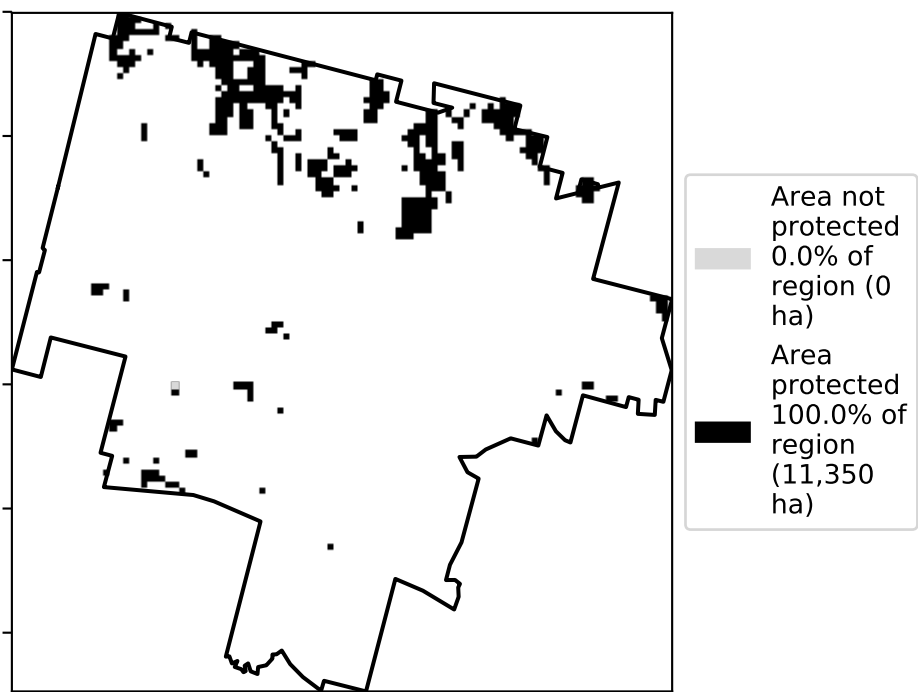 Area not
protected
0.0% of
region (0
ha)
Area
protected
100.0% of
region
(11,350
ha)